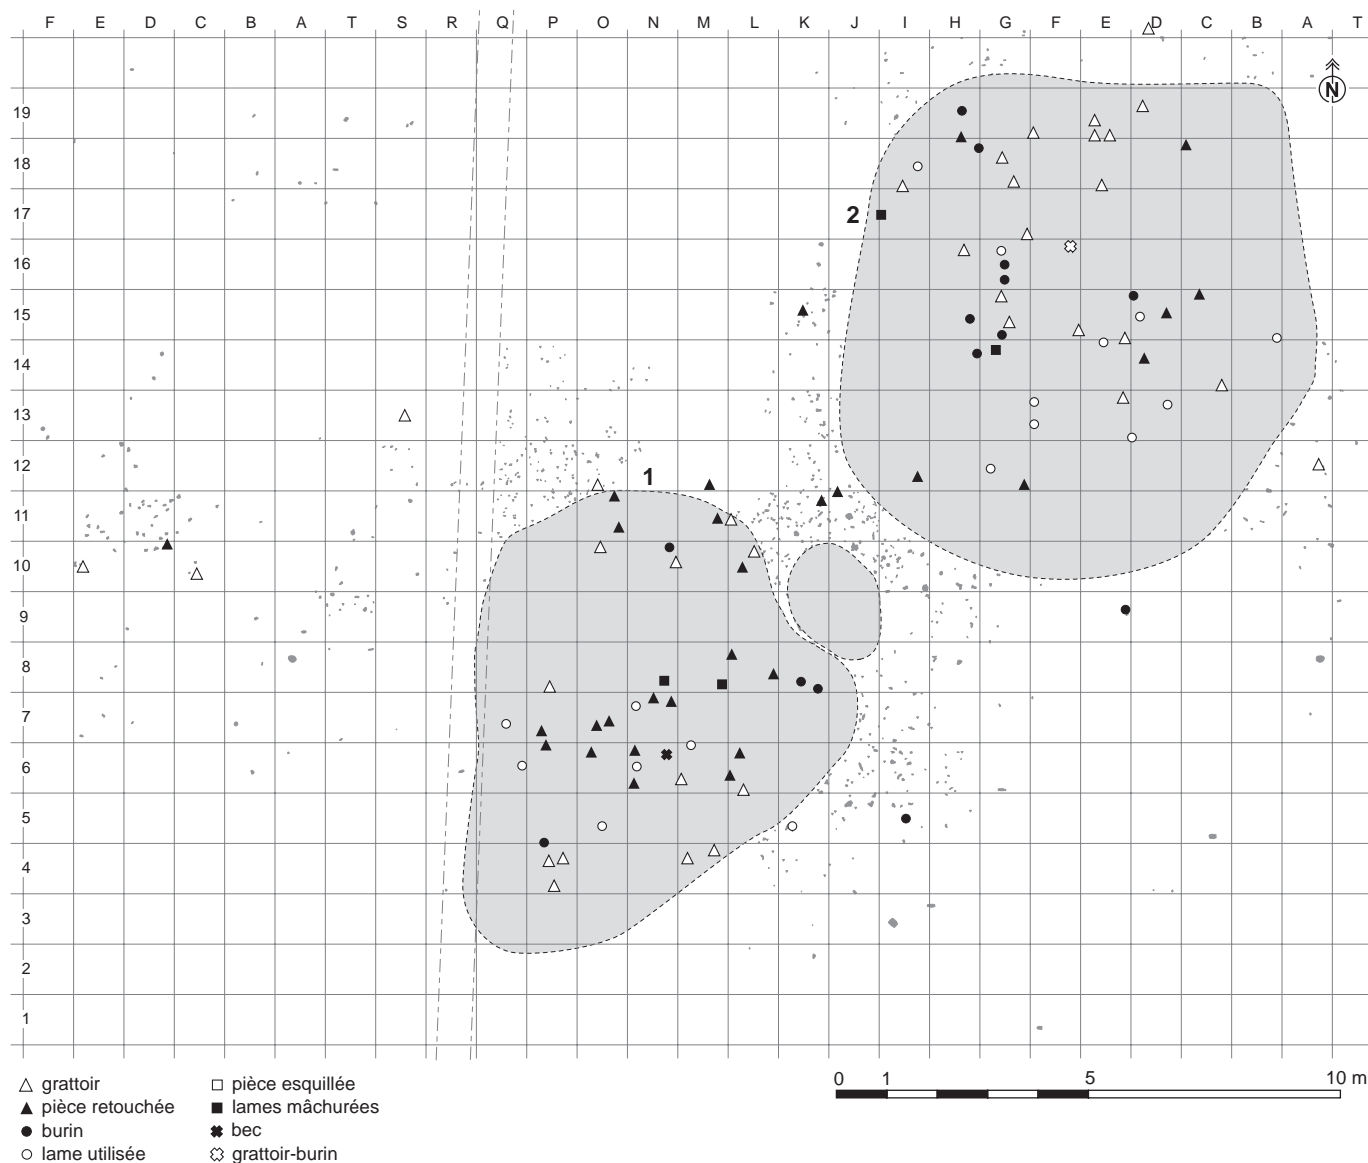 F E D C B A T S R Q P O N M L K J I H G F E D C B A T
N
19
18
17
2
16
15
14
13
12
1
11
10
9
8
7
6
5
4
3
2
1
grattoir
pièce retouchée
burin
lame utilisée
pièce esquillée
lames mâchurées
bec
grattoir-burin
0 1 5 10 m